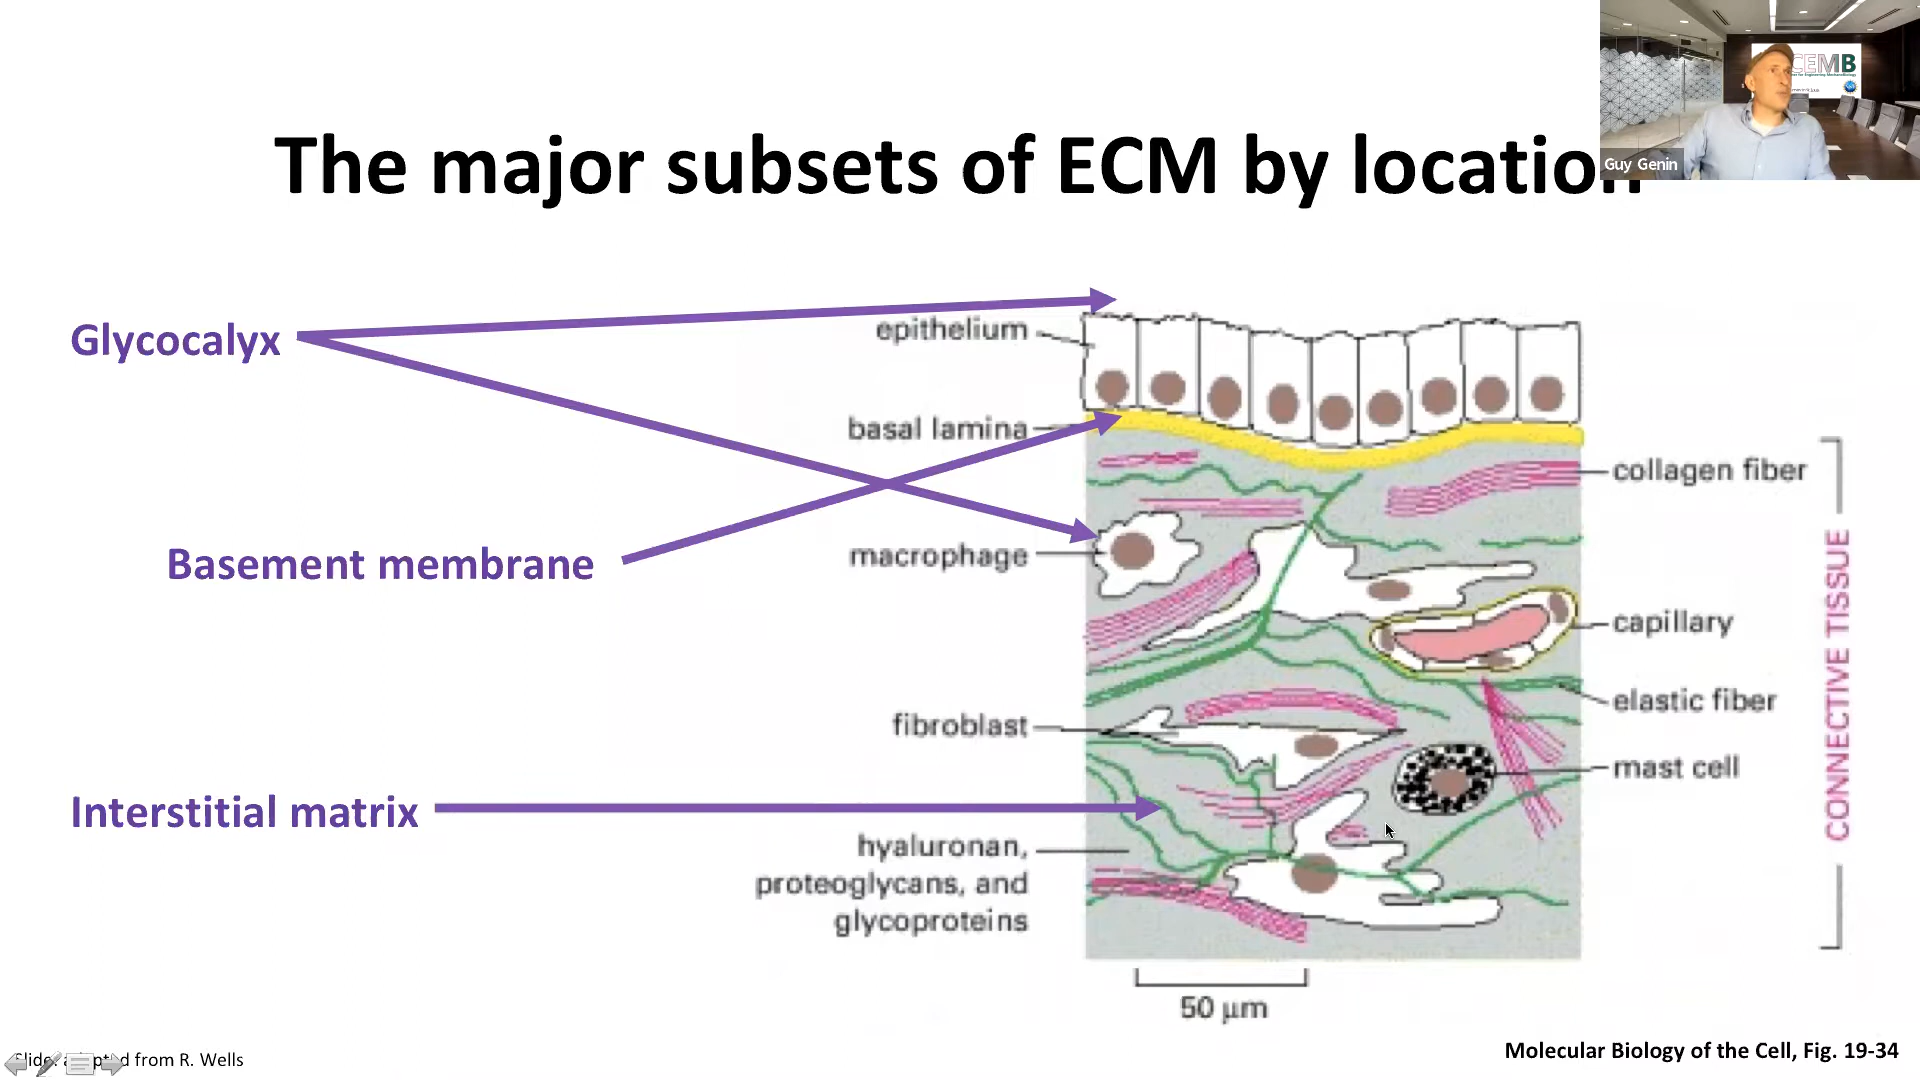 The major subsets of ECM by location
CEMB
Guy Genin
Glycocalyx
epithelium
basal lamina
collagen fiber
Basement membrane
macrophage
capillary
CONNECTIVE TISSUE
elastic fiber
fibroblast
mast cell
Interstitial matrix
hyaluronan,
proteoglycans, and
glycoproteins
50 μm
Slide adapted from R. Wells
Molecular Biology of the Cell, Fig. 19-34